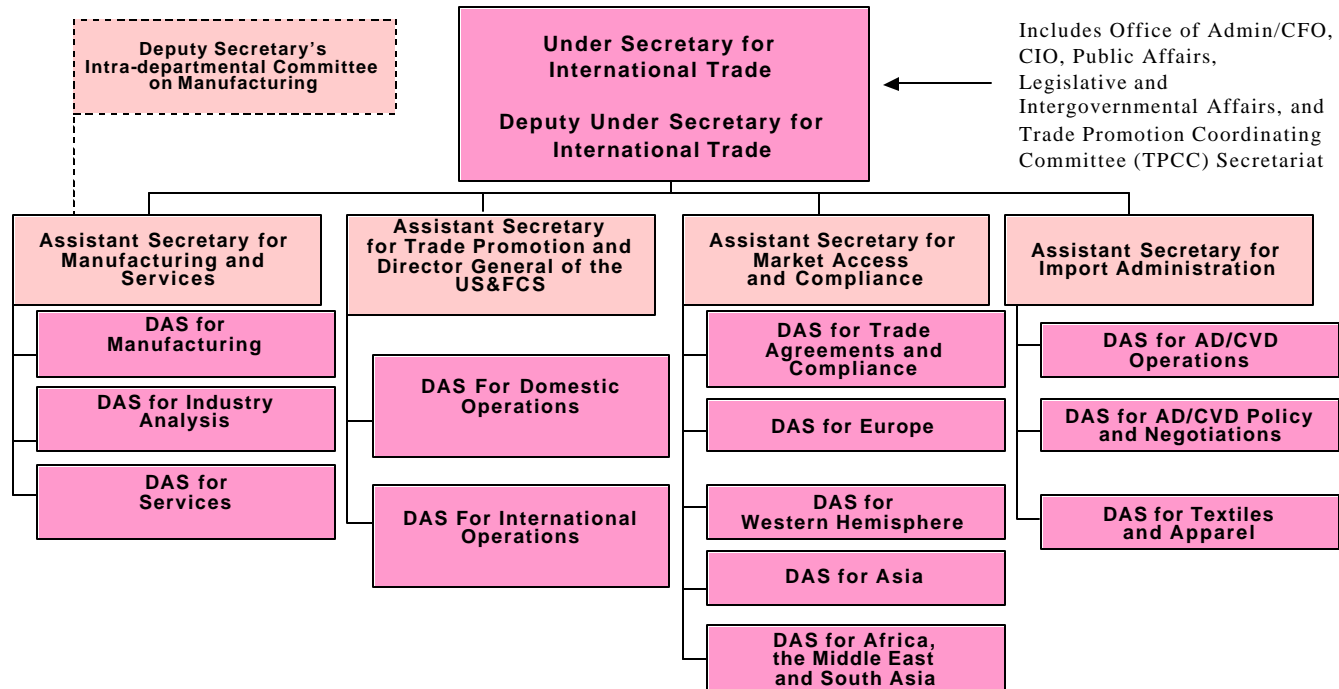 Deputy Secretary's
Intra-departmental Committee
on Manufacturing
Under Secretary for
International Trade
Deputy Under Secretary for
International Trade
Includes Office of Admin/CFO,
CIO, Public Affairs,
Legislative and
Intergovernmental Affairs, and
Trade Promotion Coordinating
Committee (TPCC) Secretariat
Assistant Secretary for
Manufacturing and
Services
DAS for
Manufacturing
DAS for Industry
Analysis
DAS for
Services
Assistant Secretary
for Trade Promotion and
Director General of the
US&FCS
DAS For Domestic
Operations
DAS For International
Operations
Assistant Secretary for
Market Access
and Compliance
DAS for Trade
Agreements and
Compliance
DAS for Europe
DAS for
Western Hemisphere
DAS for Asia
DAS for Africa,
the Middle East
and South Asia
Assistant Secretary for
Import Administration
DAS for AD/CVD
Operations
DAS for AD/CVD Policy
and Negotiations
DAS for Textiles
and Apparel